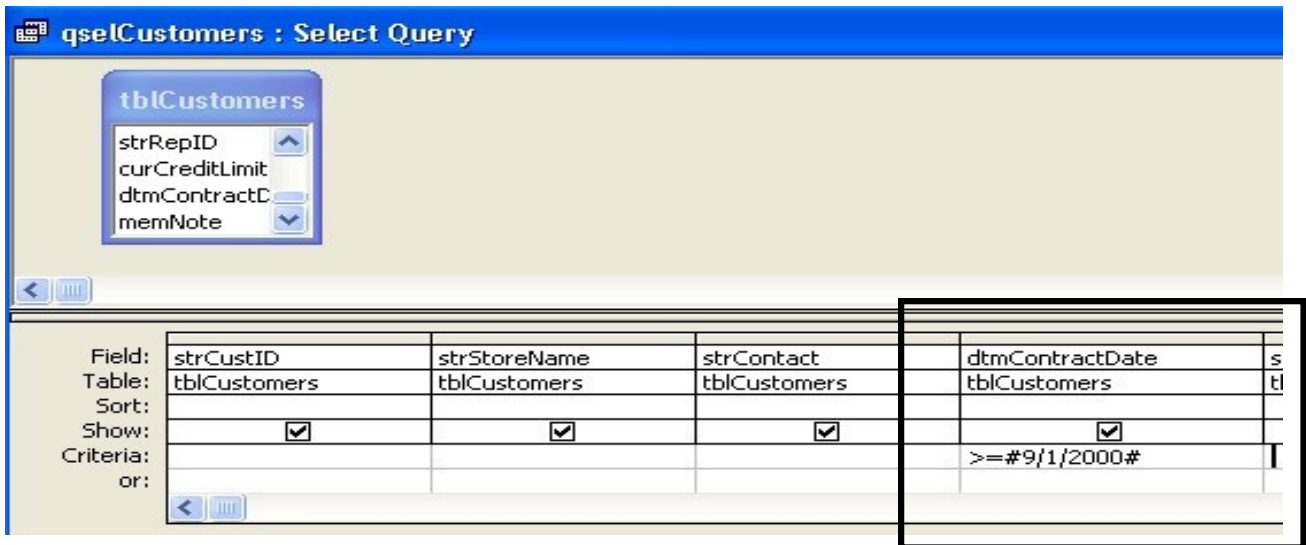 qselCustomers : Select Query
tblCustomers
strRepID
curCreditLimit
dtmContractD
memNote
Field: strCustID strStoreName strContact dtmContractDate s
Table: tblCustomers tblCustomers tblCustomers tblCustomers
Sort:
Show:
Criteria: >=#9/1/2000#
or: